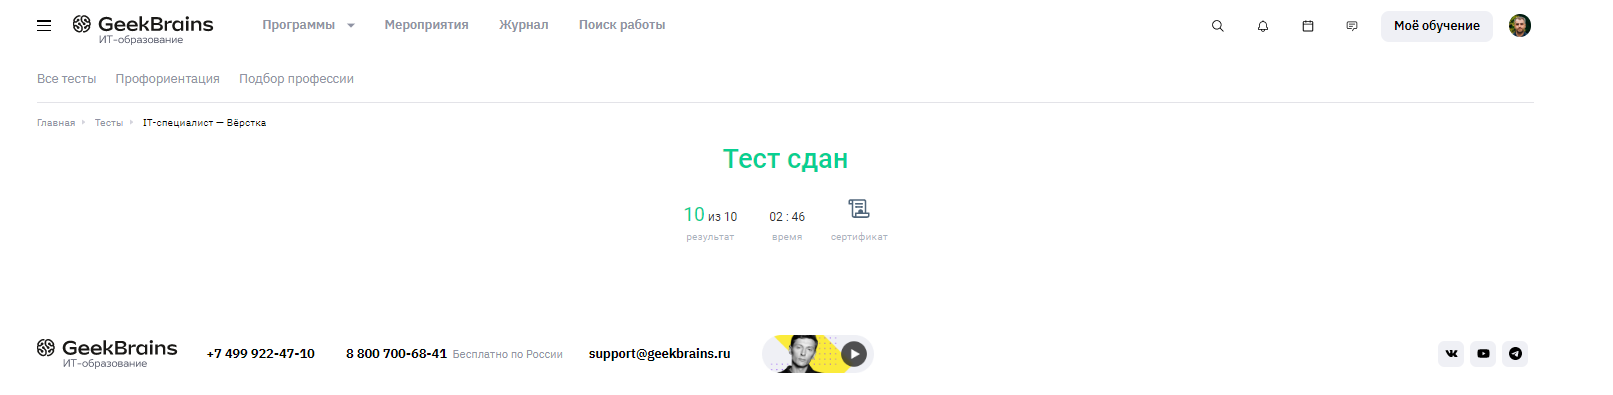 GeekBrains
ИТ-образование
Программы Мероприятия Журнал Поиск работы
Моё обучение
Все тесты Профориентация Подбор профессии
Главная Тесты IT-специалист — Вёрстка
Тест сдан
10 из 10 02 : 46
результат время сертификат
GeekBrains
ИТ-образование
+7 499 922-47-10 8 800 700-68-41 Бесплатно по России support@geekbrains.ru